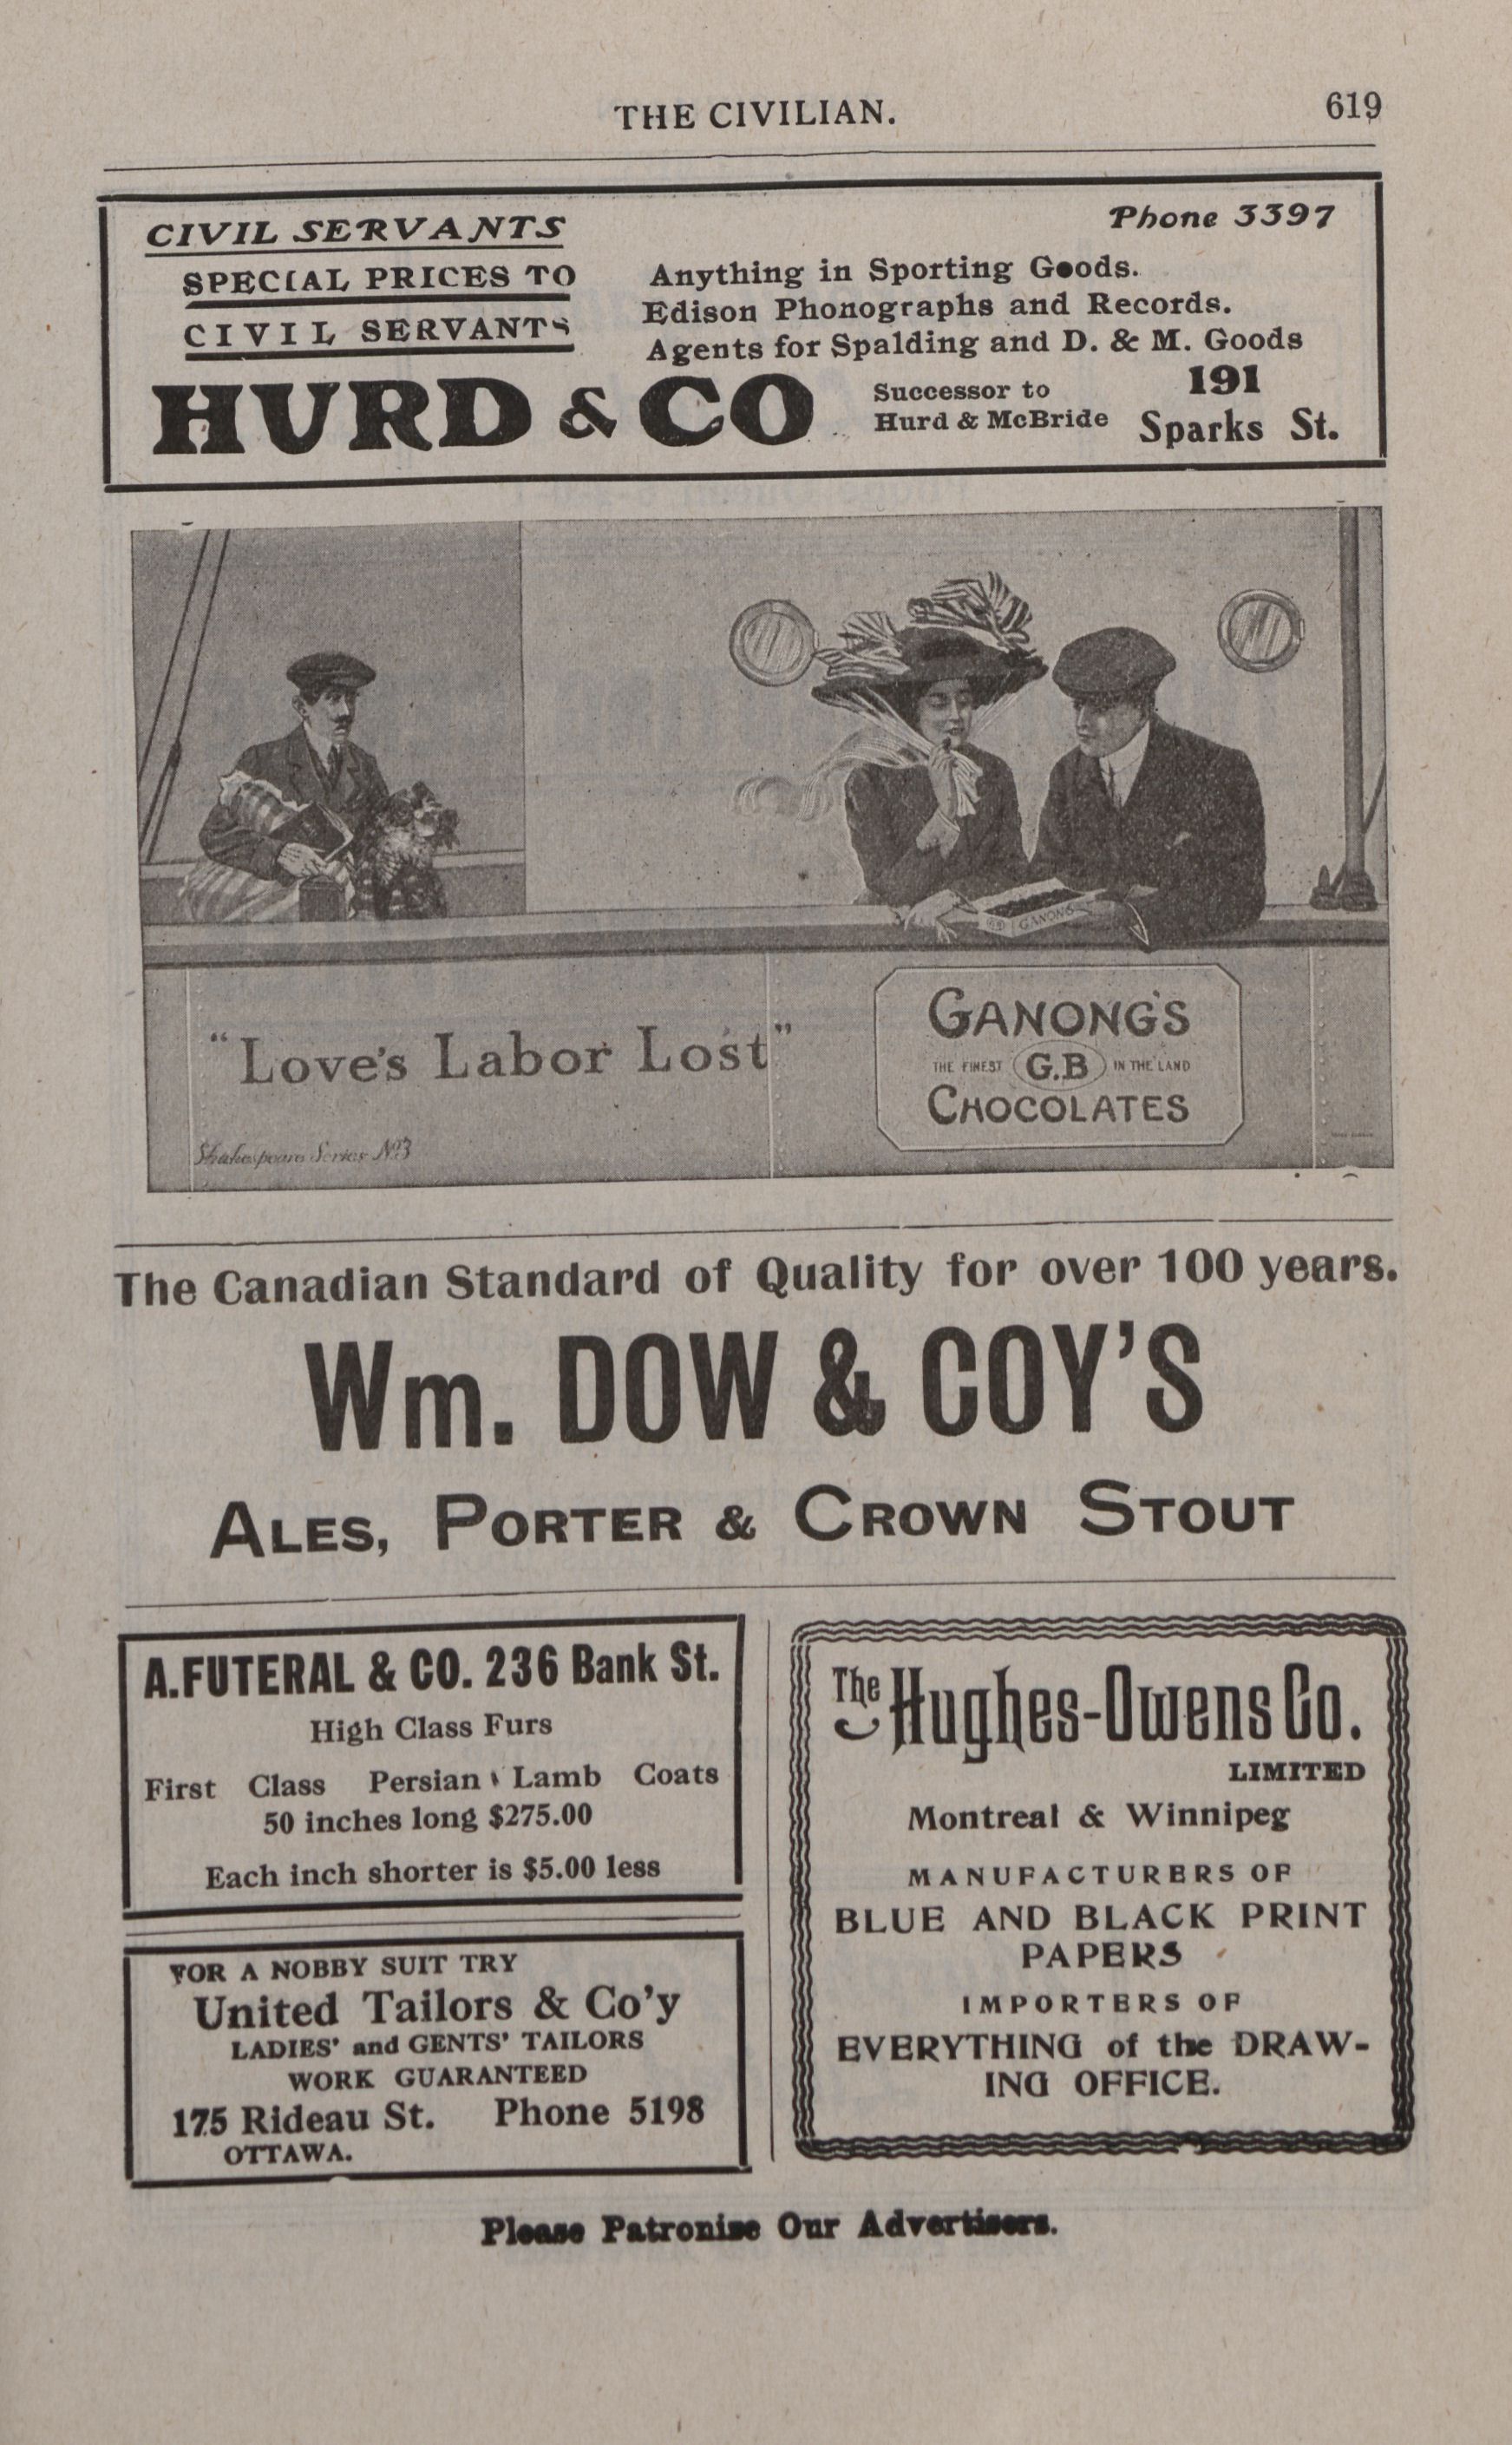 THE CIVILIAN.
619
CIVIL SERVANTS
SPECIAL PRICES TO
CIVIL SERVANTS
Phone 3397
Anything in Sporting Goods.
Edison Phonographs and Records.
Agents for Spalding and D. & M. Goods
HURD & CO
Successor to
Hurd & McBride
191
Sparks St.
GANONG
"Love's Labor Lost"
Shakespeare Series No3
GANONG'S
THE FINEST G.B IN THE LAND
CHOCOLATES
The Canadian Standard of Quality for over 100 years.
Wm. DOW & COY'S
ALES, PORTER & CROWN STOUT
A. FUTERAL & CO. 236 Bank St.
High Class Furs
First Class Persian Lamb Coats
50 inches long $275.00
Each inch shorter is $5.00 less
FOR A NOBBY SUIT TRY
United Tailors & Co'y
LADIES' and GENTS' TAILORS
WORK GUARANTEED
175 Rideau St. Phone 5198
OTTAWA.
The Hughes-Owens Co.
LIMITED
Montreal & Winnipeg
MANUFACTURERS OF
BLUE AND BLACK PRINT
PAPERS
IMPORTERS OF
EVERYTHING of the DRAW-
ING OFFICE.
Please Patronise Our Advertisers.